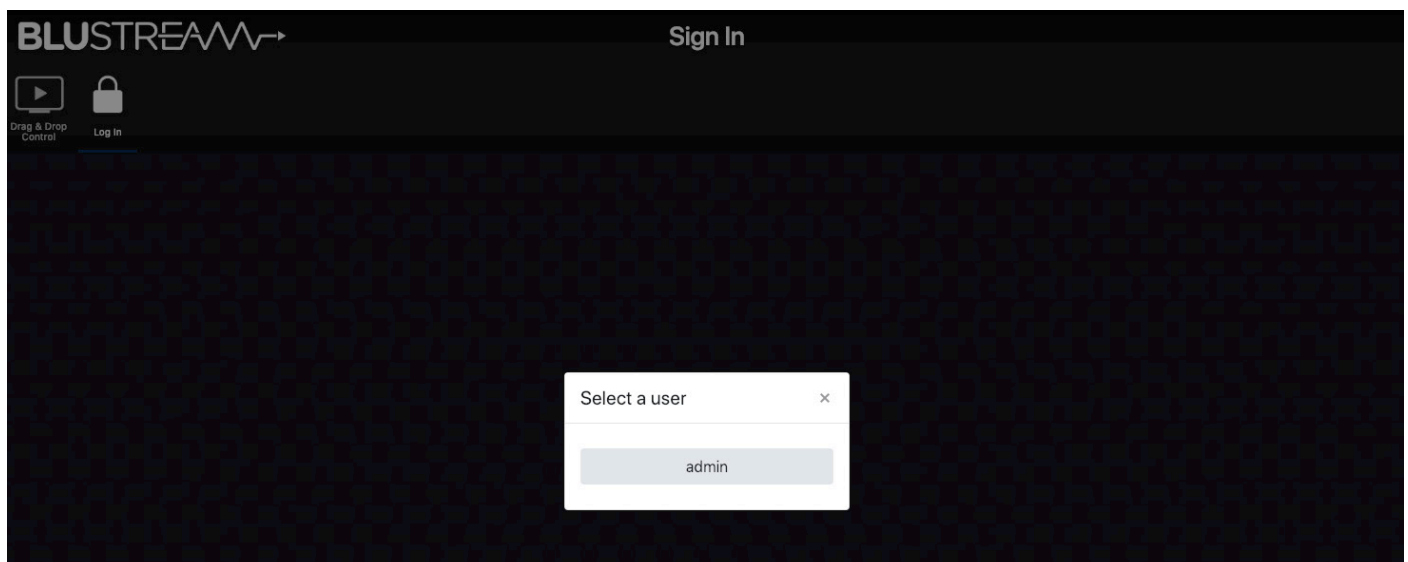 BLUSTREAM
Sign In
Drag & Drop
Control
Log In
Select a user
×
admin